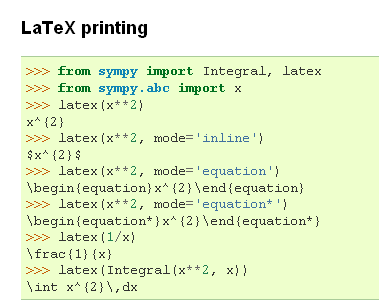 LaTeX printing
>>> from sympy import Integral, latex
>>> from sympy.abc import x
>>> latex(x**2)
x^{2}
>>> latex(x**2, mode='inline')
$x^{2}$
>>> latex(x**2, mode='equation')
\begin{equation}x^{2}\end{equation}
>>> latex(x**2, mode='equation*')
\begin{equation*}x^{2}\end{equation*}
>>> latex(1/x)
\frac{1}{x}
>>> latex(Integral(x**2, x))
\int x^{2}\,dx